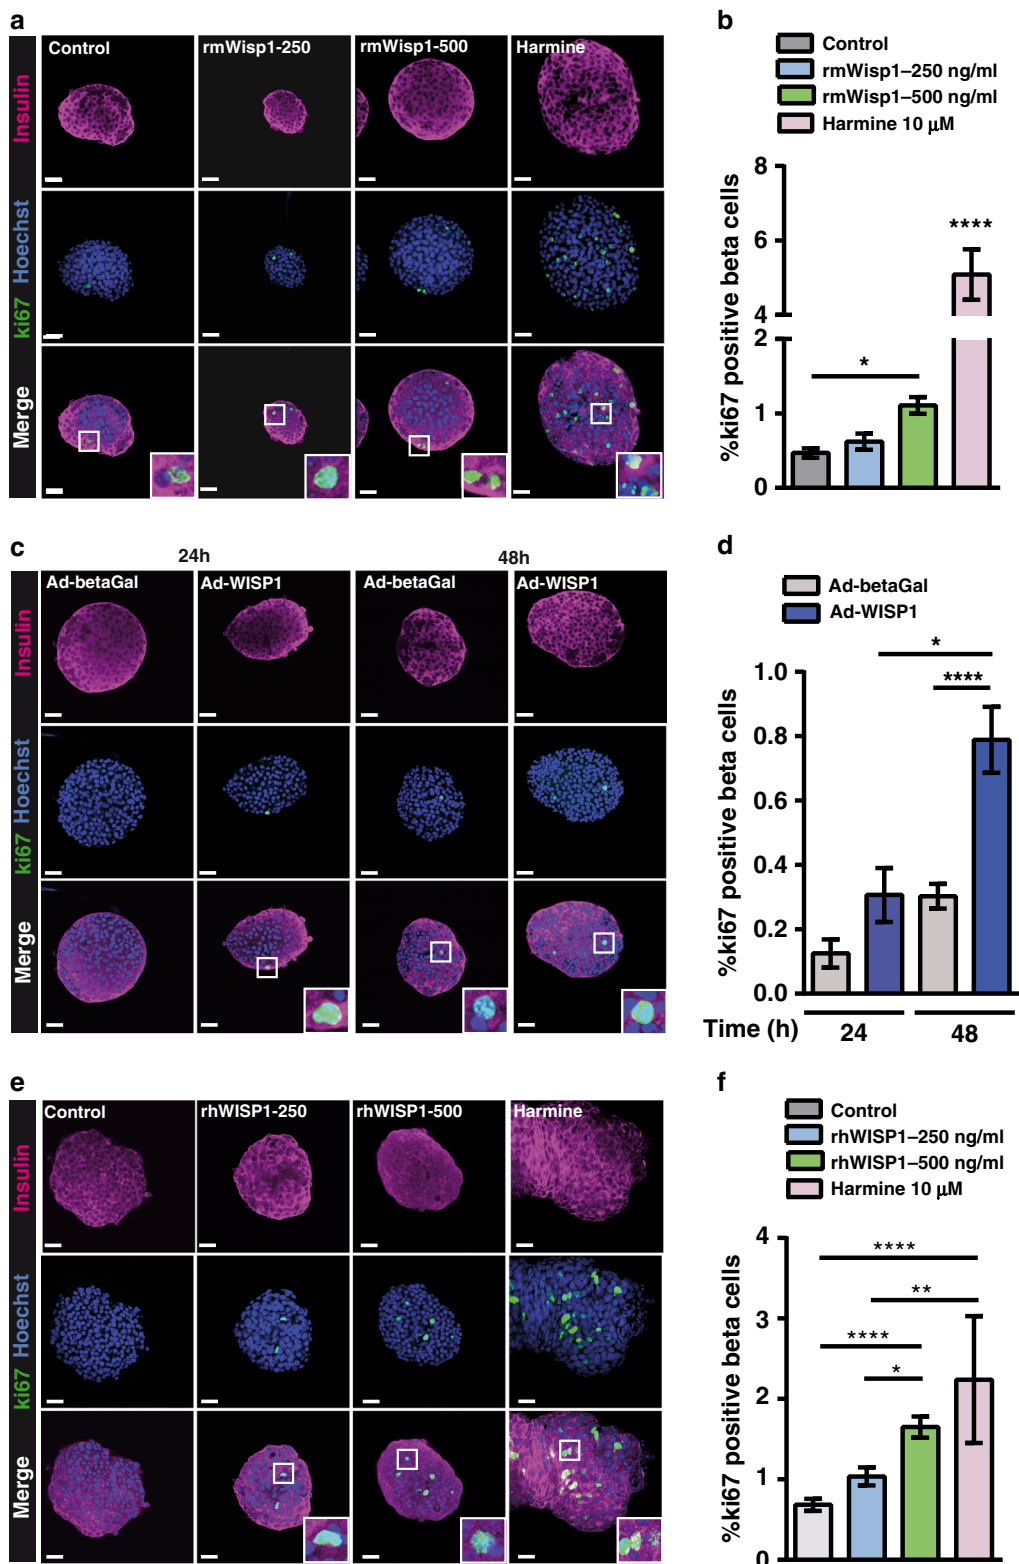 a
Control
rmWisp1-250
rmWisp1-500
Harmine
Insulin
ki67 Hoechst
Merge
b
Control
rmWisp1–250 ng/ml
rmWisp1–500 ng/ml
Harmine 10 μM
%ki67 positive beta cells
8
6
4
2
1
0
*
****
c
24h
48h
Ad-betaGal
Ad-WISP1
Ad-betaGal
Ad-WISP1
Insulin
ki67 Hoechst
Merge
d
Ad-betaGal
Ad-WISP1
%ki67 positive beta cells
1.0
0.8
0.6
0.4
0.2
0.0
*
****
Time (h)
24
48
e
Control
rhWISP1-250
rhWISP1-500
Harmine
Insulin
ki67 Hoechst
Merge
f
Control
rhWISP1–250 ng/ml
rhWISP1–500 ng/ml
Harmine 10 μM
%ki67 positive beta cells
4
3
2
1
0
****
**
****
*